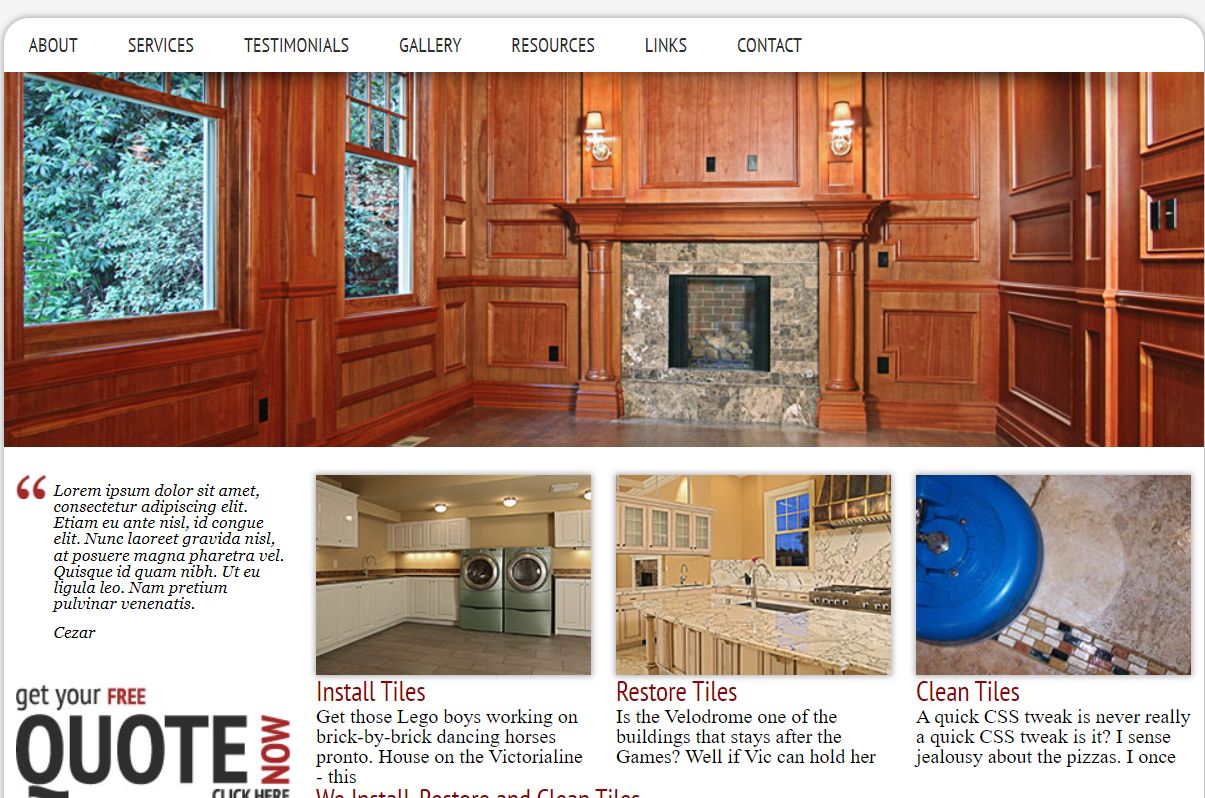 ABOUT SERVICES TESTIMONIALS GALLERY RESOURCES LINKS CONTACT
Lorem ipsum dolor sit amet,
consectetur adipiscing elit.
Etiam eu ante nisl, id congue
elit. Nunc laoreet gravida nisl,
at posuere magna pharetra vel.
Quisque id quam nibh. Ut eu
ligula leo. Nam pretium
pulvinar venenatis.
Cezar
get your FREE
QUOTE NOW
CLICK HERE
Install Tiles
Get those Lego boys working on
brick-by-brick dancing horses
pronto. House on the Victorialine
- this
Restore Tiles
Is the Velodrome one of the
buildings that stays after the
Games? Well if Vic can hold her
Clean Tiles
A quick CSS tweak is never really
a quick CSS tweak is it? I sense
jealousy about the pizzas. I once
We Install, Restore and Clean Tiles